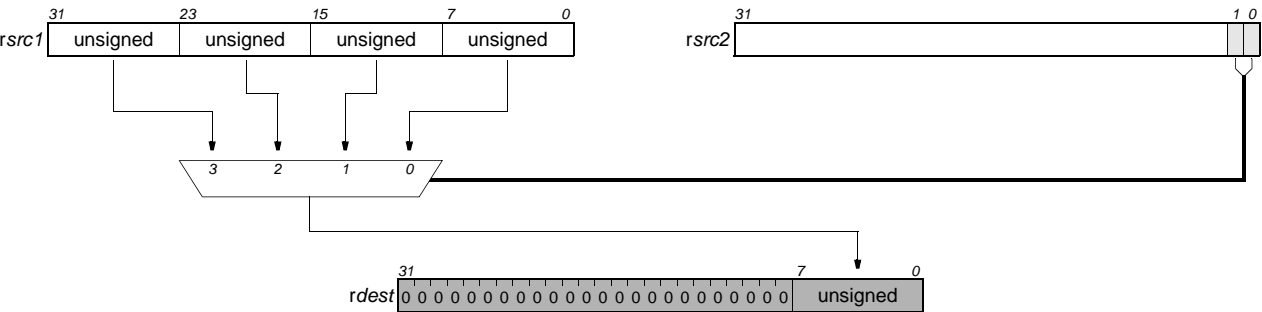 31 23 15 7 0 31 1 0
rsrc1 unsigned unsigned unsigned unsigned rsrc2
3 2 1 0
31 7 0
rdest 0 0 0 0 0 0 0 0 0 0 0 0 0 0 0 0 0 0 0 0 0 0 0 0 unsigned